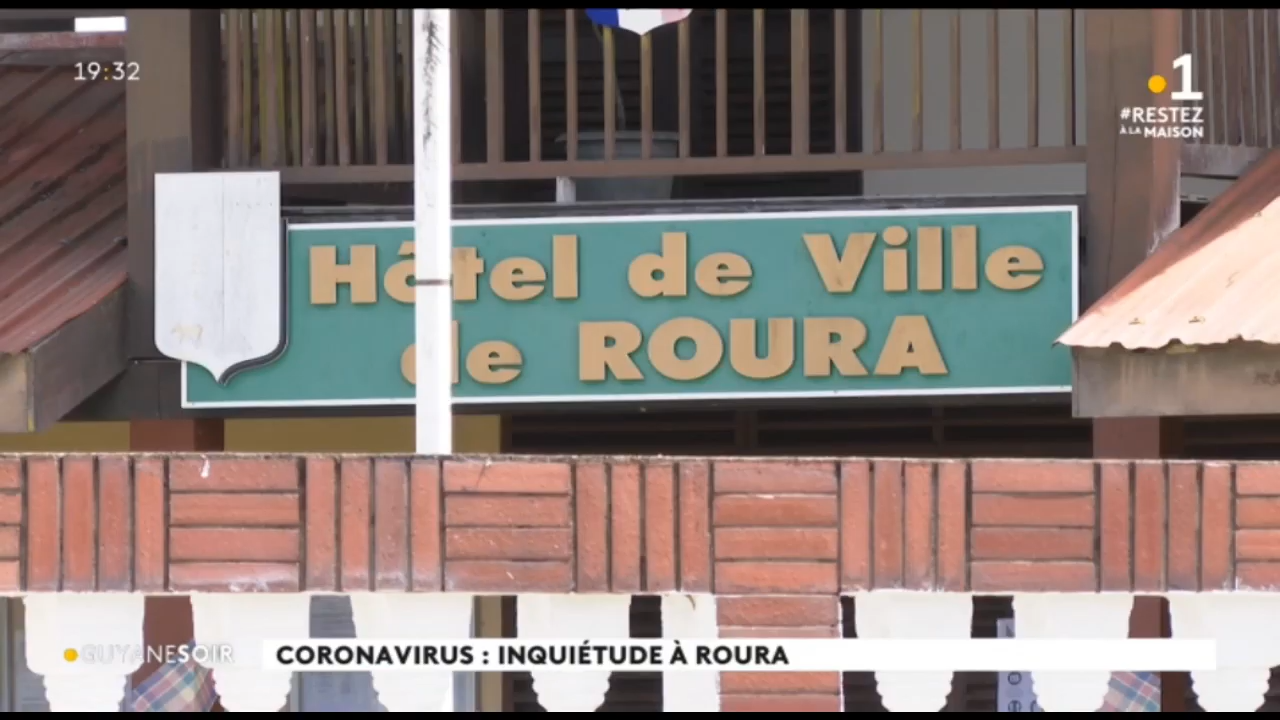 19:32
1
#RESTEZ
À LA MAISON
Hôtel de Ville
de ROURA
GUYANESOIR
CORONAVIRUS : INQUIÉTUDE À ROURA